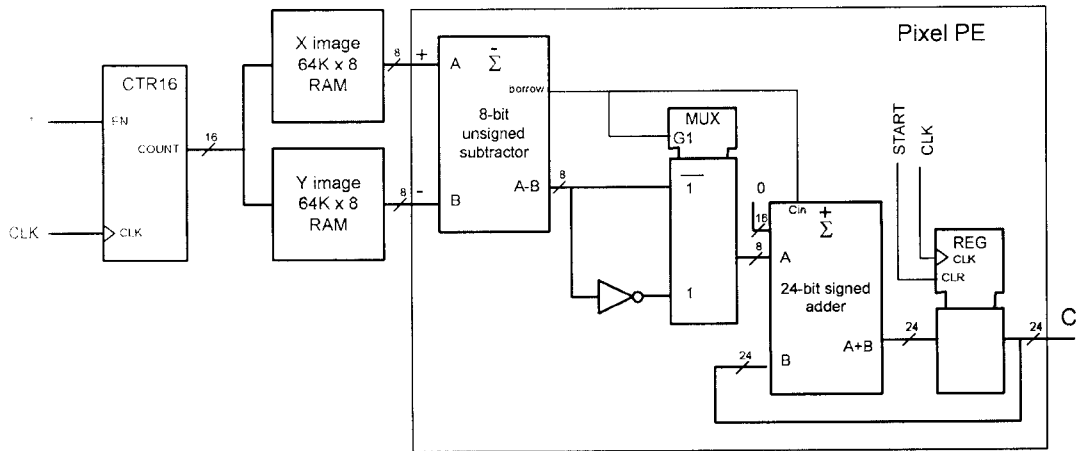 Pixel PE
X image
64K x 8
RAM
8
+
A
Σ
-
borrow
8-bit
unsigned
subtractor
A-B
B
8
-
Y image
64K x 8
RAM
CTR16
EN
COUNT
16
CLK
CLK
8
MUX
G1
1
1
0
16
8
Cin
+
Σ
A
24-bit signed
adder
A+B
B
24
24
START
CLK
REG
CLK
CLR
24
C